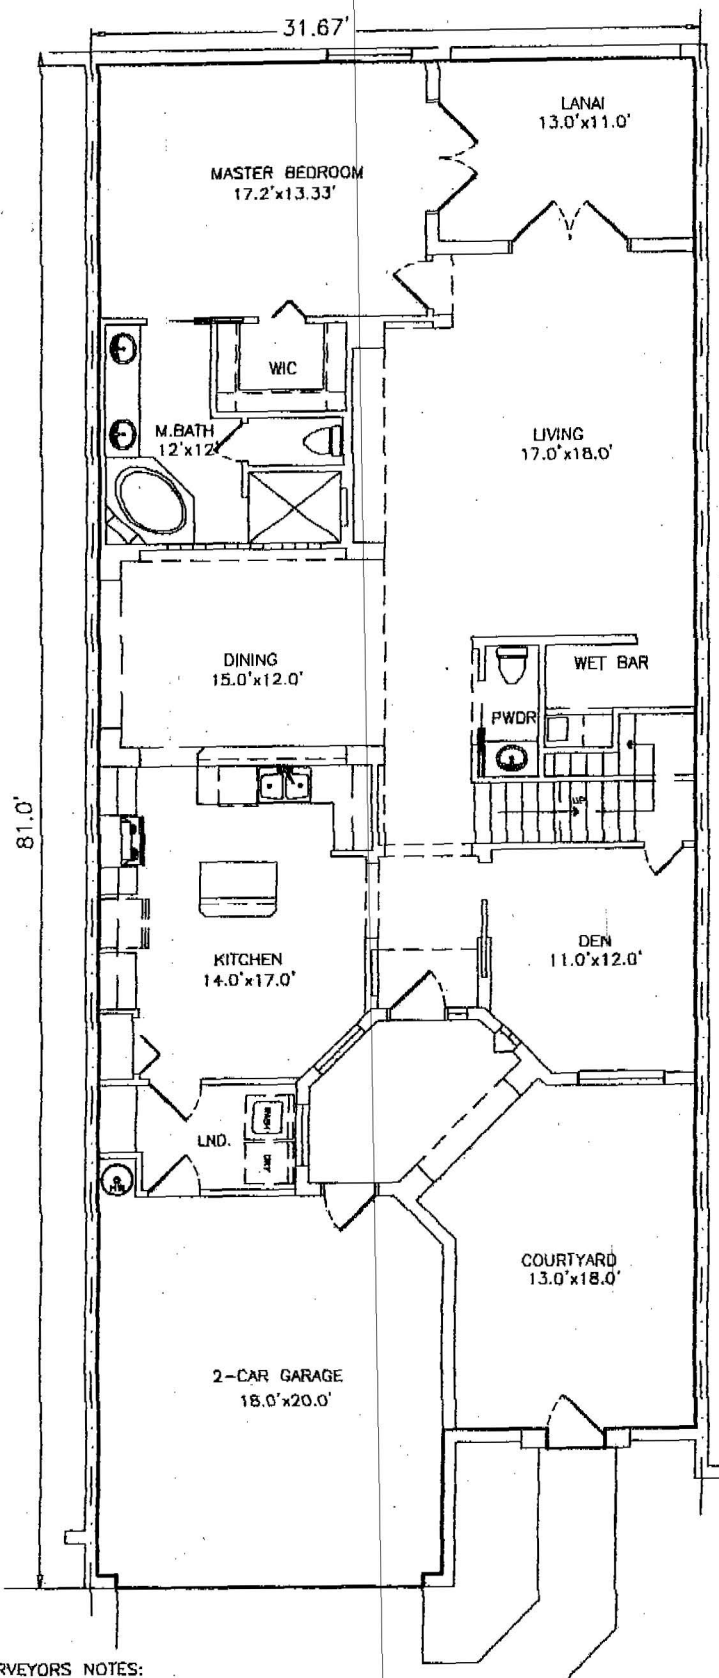 31.67'
LANAI
13.0'x11.0'
MASTER BEDROOM
17.2'x13.33'
WIC
M.BATH
12'x12'
LIVING
17.0'x18.0'
DINING
15.0'x12.0'
WET BAR
PWDR
UP
81.0'
KITCHEN
14.0'x17.0'
DEN
11.0'x12.0'
LND.
WASH
DRY
HW
COURTYARD
13.0'x18.0'
2-CAR GARAGE
18.0'x20.0'
RVEYORS NOTES: